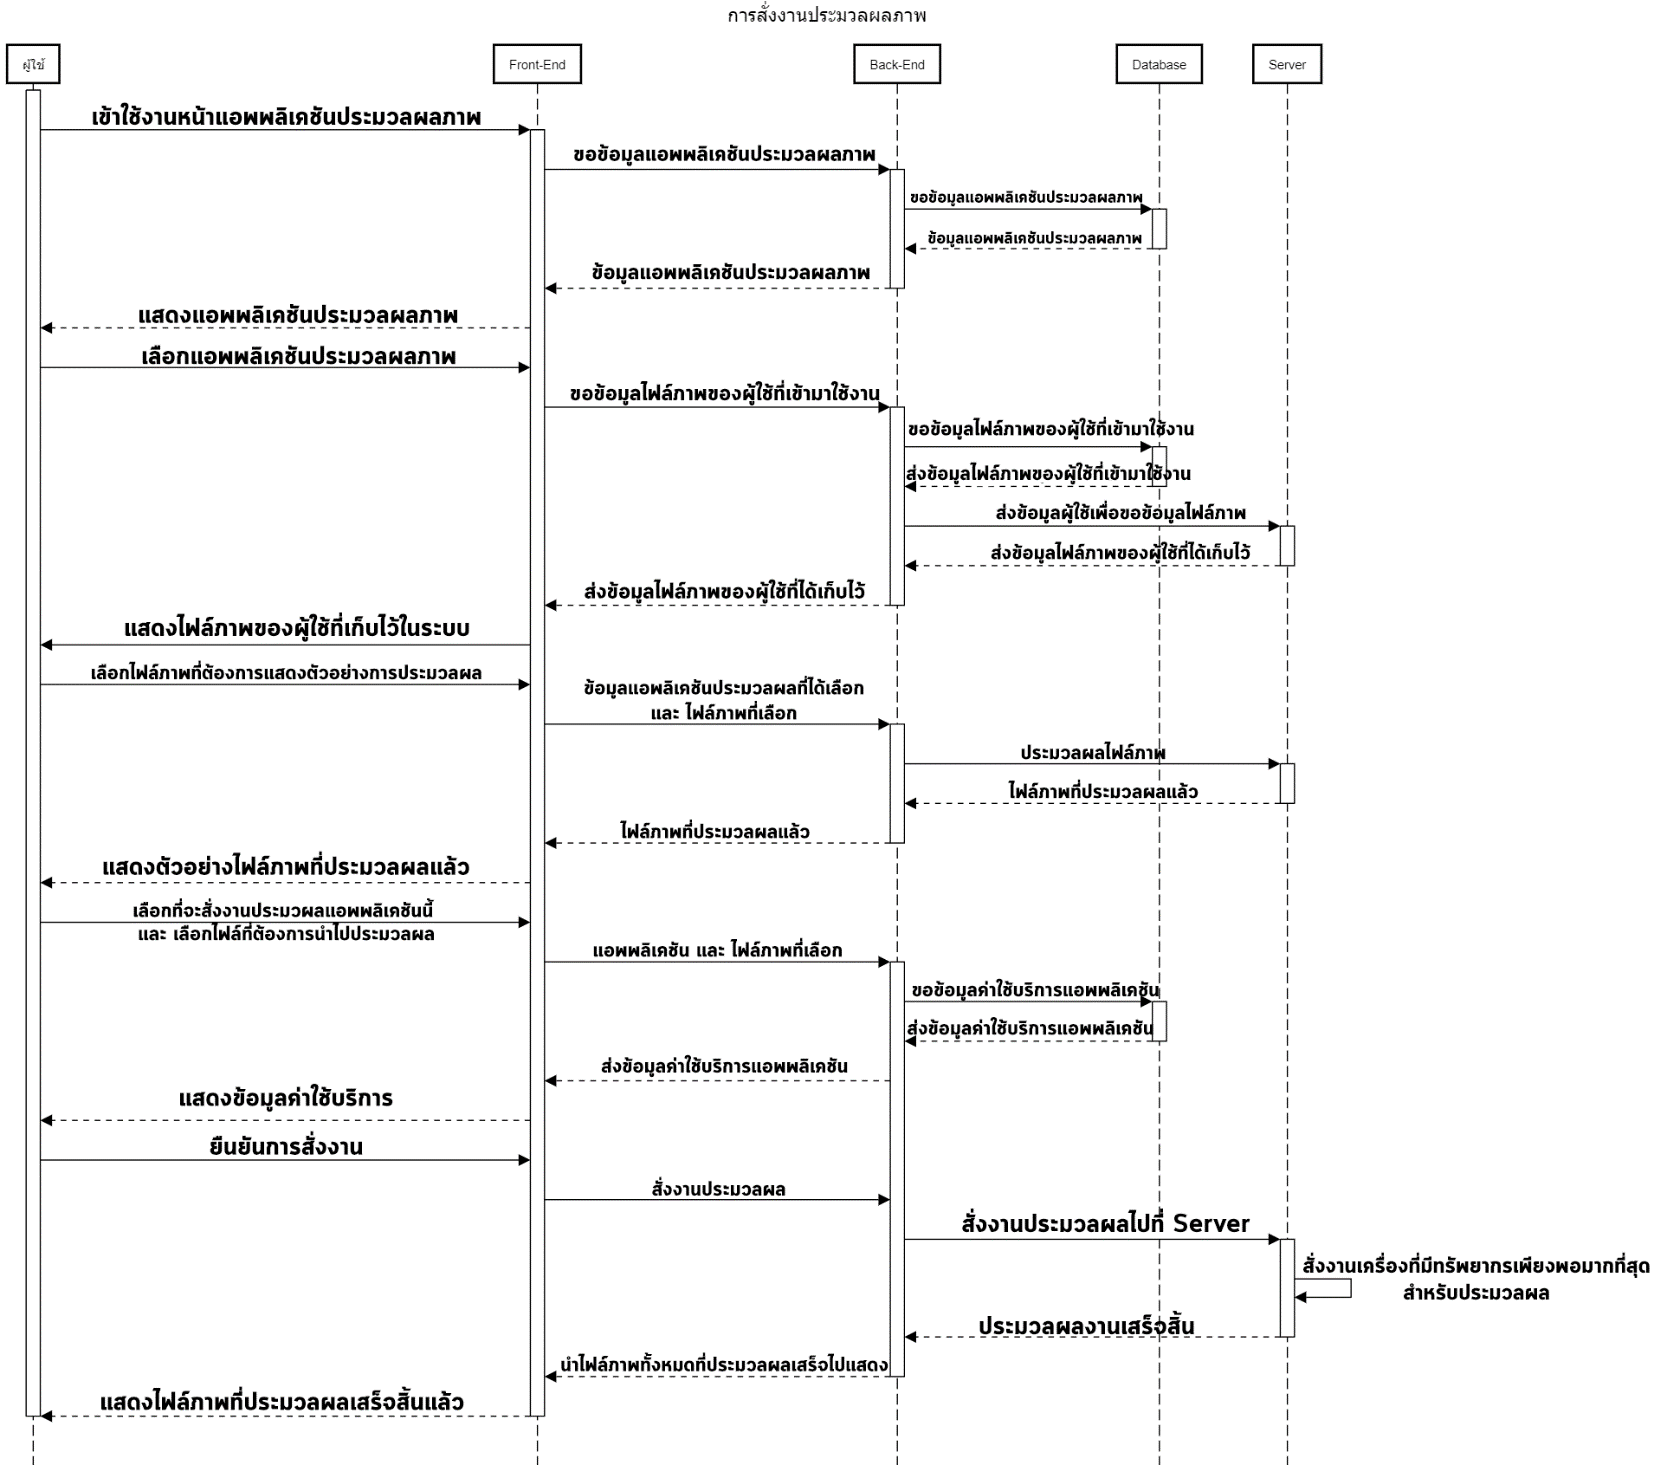 การสั่งงานประมวลผลภาพ
ผู้ใช้
Front-End
Back-End
Database
Server
เข้าใช้งานหน้าแอพพลิเคชันประมวลผลภาพ
ขอข้อมูลแอพพลิเคชันประมวลผลภาพ
ขอข้อมูลแอพพลิเคชันประมวลผลภาพ
ข้อมูลแอพพลิเคชันประมวลผลภาพ
ข้อมูลแอพพลิเคชันประมวลผลภาพ
แสดงแอพพลิเคชันประมวลผลภาพ
เลือกแอพพลิเคชันประมวลผลภาพ
ขอข้อมูลไฟล์ภาพของผู้ใช้ที่เข้ามาใช้งาน
ขอข้อมูลไฟล์ภาพของผู้ใช้ที่เข้ามาใช้งาน
ส่งข้อมูลไฟล์ภาพของผู้ใช้ที่เข้ามาใช้งาน
ส่งข้อมูลผู้ใช้เพื่อขอข้อมูลไฟล์ภาพ
ส่งข้อมูลไฟล์ภาพของผู้ใช้ที่ได้เก็บไว้
ส่งข้อมูลไฟล์ภาพของผู้ใช้ที่ได้เก็บไว้
แสดงไฟล์ภาพของผู้ใช้ที่เก็บไว้ในระบบ
เลือกไฟล์ภาพที่ต้องการแสดงตัวอย่างการประมวลผล
ข้อมูลแอพลิเคชันประมวลผลที่ได้เลือก
และ ไฟล์ภาพที่เลือก
ประมวลผลไฟล์ภาพ
ไฟล์ภาพที่ประมวลผลแล้ว
ไฟล์ภาพที่ประมวลผลแล้ว
แสดงตัวอย่างไฟล์ภาพที่ประมวลผลแล้ว
เลือกที่จะสั่งงานประมวผลแอพพลิเคชันนี้
และ เลือกไฟล์ที่ต้องการนำไปประมวลผล
แอพพลิเคชัน และ ไฟล์ภาพที่เลือก
ขอข้อมูลค่าใช้บริการแอพพลิเคชัน
ส่งข้อมูลค่าใช้บริการแอพพลิเคชัน
ส่งข้อมูลค่าใช้บริการแอพพลิเคชัน
แสดงข้อมูลค่าใช้บริการ
ยืนยันการสั่งงาน
สั่งงานประมวลผล
สั่งงานประมวลผลไปที่ Server
สั่งงานเครื่องที่มีทรัพยากรเพียงพอมากที่สุด
สำหรับประมวลผล
ประมวลผลงานเสร็จสิ้น
นำไฟล์ภาพทั้งหมดที่ประมวลผลเสร็จไปแสดง
แสดงไฟล์ภาพที่ประมวลผลเสร็จสิ้นแล้ว